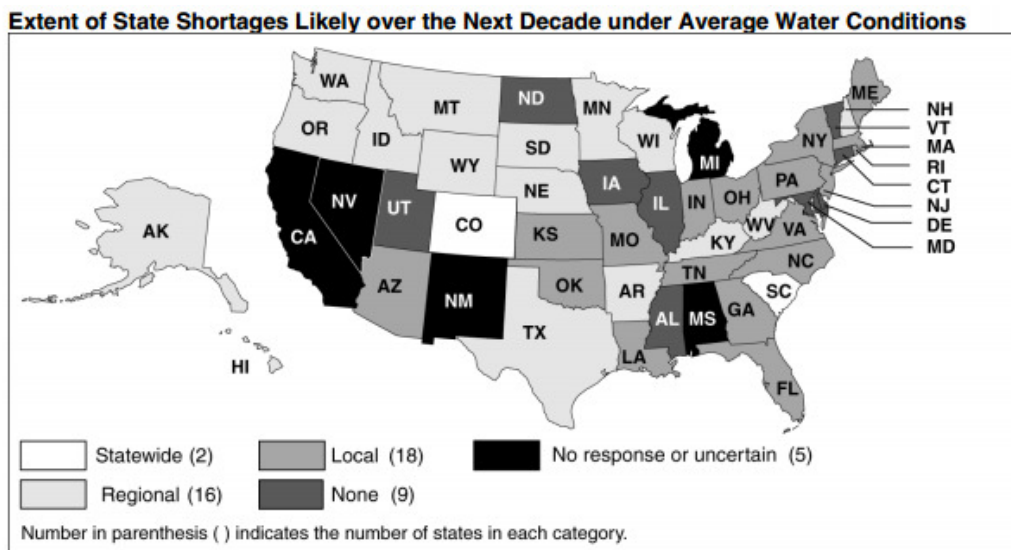 Extent of State Shortages Likely over the Next Decade under Average Water Conditions
WA
MT
ND
MN
ME
NH
VT
OR
ID
WY
SD
WI
MI
NY
MA
RI
CT
NJ
DE
MD
NE
IA
PA
NV
UT
CO
IL
IN
OH
WV
VA
CA
KS
MO
KY
NC
AK
AZ
NM
OK
AR
TN
SC
TX
AL
MS
GA
LA
HI
FL
Statewide (2)
Local (18)
No response or uncertain (5)
Regional (16)
None (9)
Number in parenthesis ( ) indicates the number of states in each category.